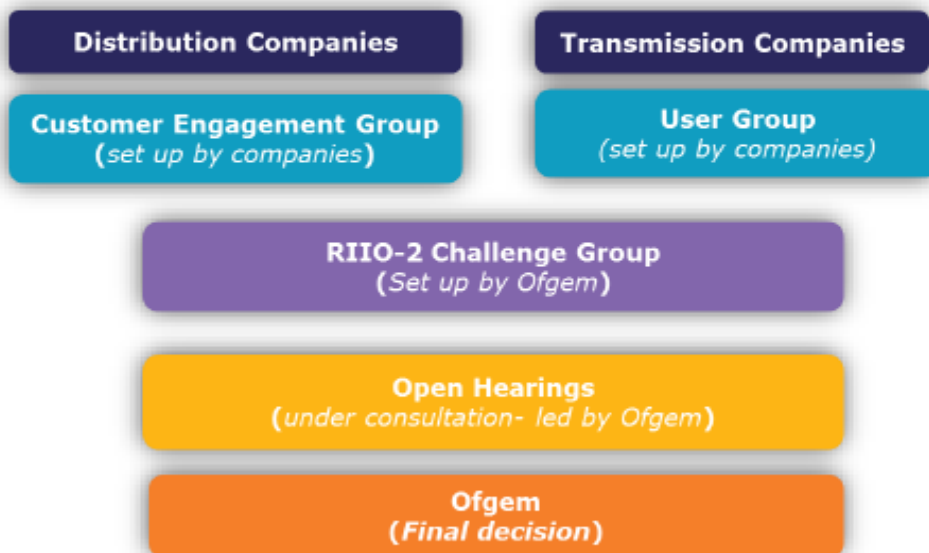 Distribution Companies
Transmission Companies
Customer Engagement Group
(set up by companies)
User Group
(set up by companies)
RIIO-2 Challenge Group
(Set up by Ofgem)
Open Hearings
(under consultation- led by Ofgem)
Ofgem
(Final decision)